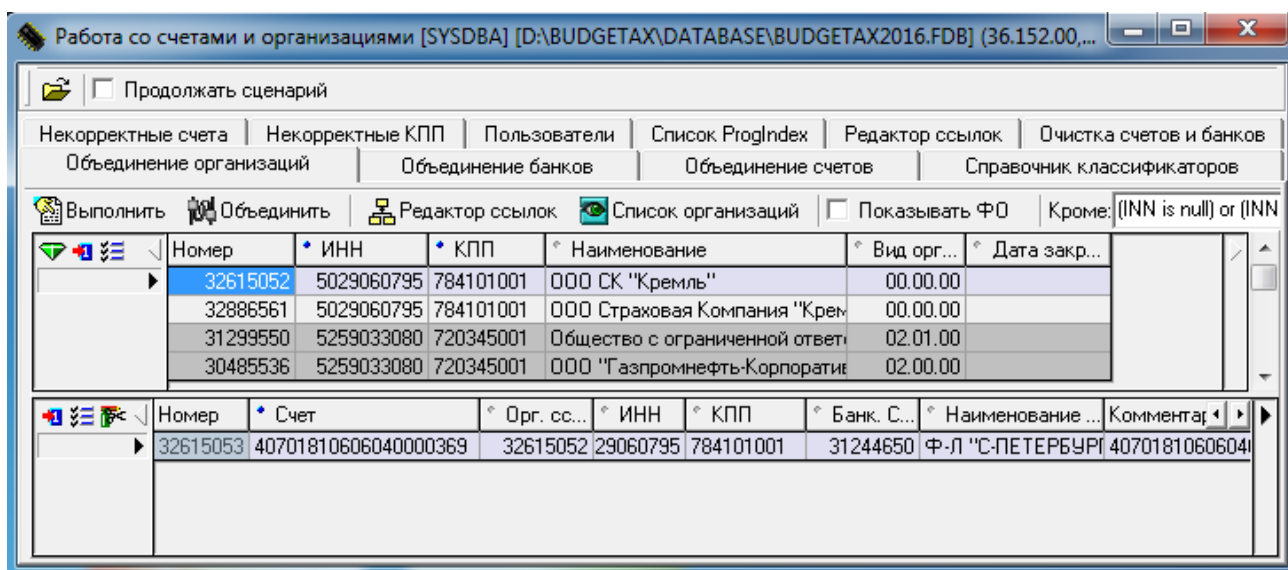 Работа со счетами и организациями [SYSDBA] [D:\BUDGETAX\DATABASE\BUDGETAX2016.FDB] (36.152.00,...
Продолжать сценарий
Некорректные счета Некорректные КПП Пользователи Список ProgIndex Редактор ссылок Очистка счетов и банков
Объединение организаций Объединение банков Объединение счетов Справочник классификаторов
Выполнить Объединить Редактор ссылок Список организаций Показывать ФО Кроме: (INN is null) or (INN
Номер ИНН КПП Наименование Вид орг... Дата закр...
32615052 5029060795 784101001 ООО СК "Кремль" 00.00.00
32886561 5029060795 784101001 ООО Страховая Компания "Крем 00.00.00
31299550 5259033080 720345001 Общество с ограниченной ответ 02.01.00
30485536 5259033080 720345001 ООО "Газпромнефть-Корпоратив 02.00.00
Номер Счет Орг. сс... ИНН КПП Банк. С... Наименование ... Комментар
32615053 40701810606040000369 32615052 29060795 784101001 31244650 Ф-Л "С-ПЕТЕРБУРГ 4070181060604